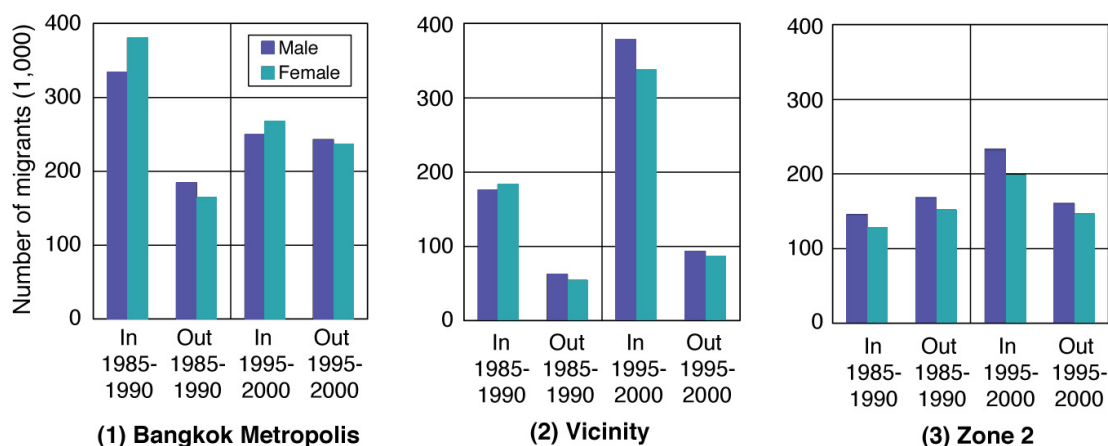 Number of migrants (1,000)
400
300
200
100
0
Male
Female
In
1985-
1990
Out
1985-
1990
In
1995-
2000
Out
1995-
2000
(1) Bangkok Metropolis
400
300
200
100
0
In
1985-
1990
Out
1985-
1990
In
1995-
2000
Out
1995-
2000
(2) Vicinity
400
300
200
100
0
In
1985-
1990
Out
1985-
1990
In
1995-
2000
Out
1995-
2000
(3) Zone 2